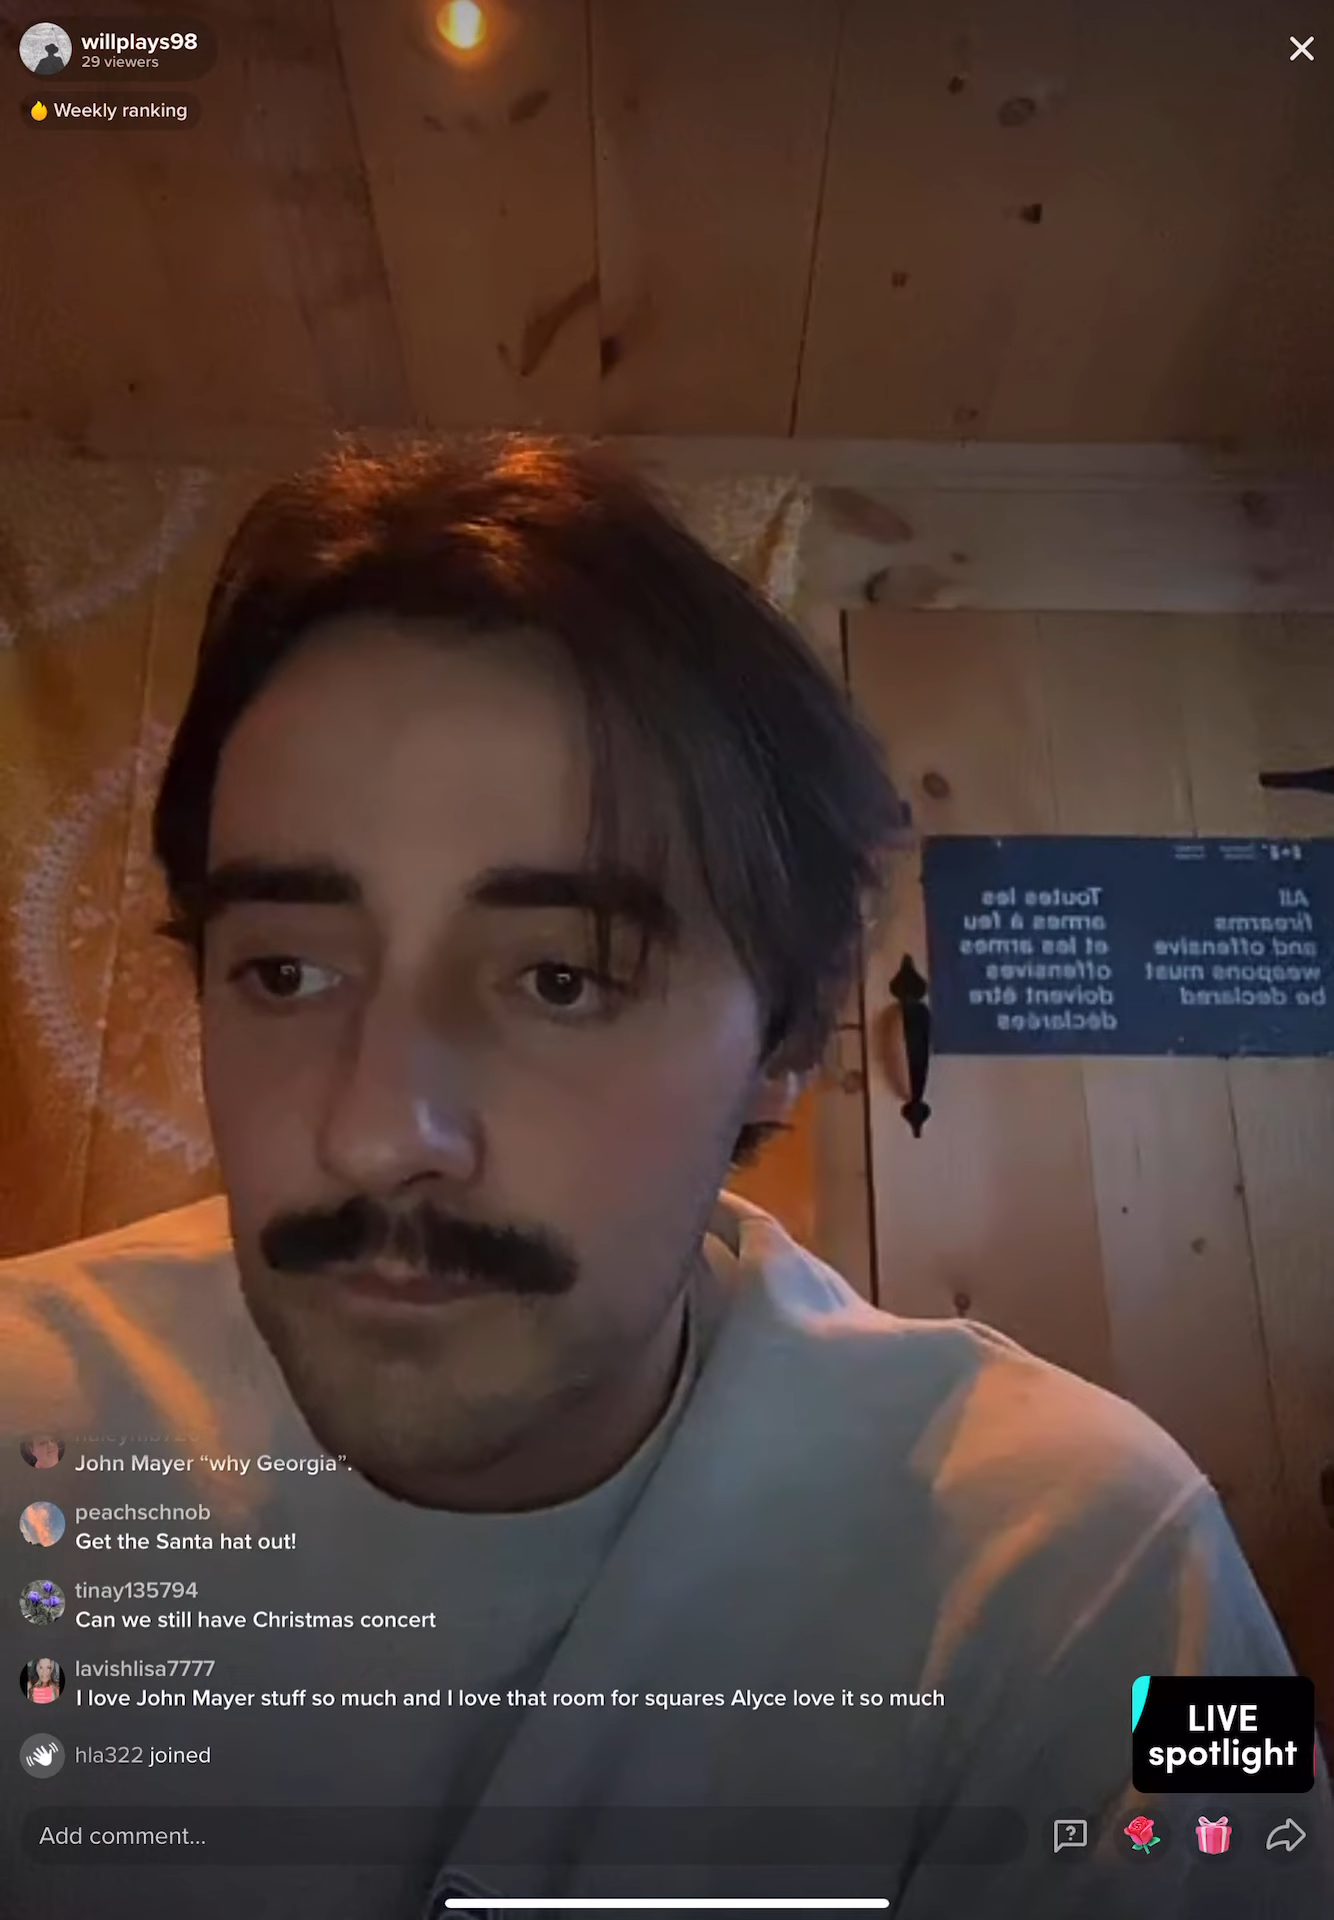 willplays98
29 viewers
Weekly ranking
Toutes les
armes à feu
et les armes
offensives
doivent être
déclarées
All
firearms
and offensive
weapons must
be declared
John Mayer “why Georgia”.
peachschnob
Get the Santa hat out!
tinay135794
Can we still have Christmas concert
lavishlisa7777
I love John Mayer stuff so much and I love that room for squares Alyce love it so much
hla322 joined
LIVE
spotlight
Add comment...